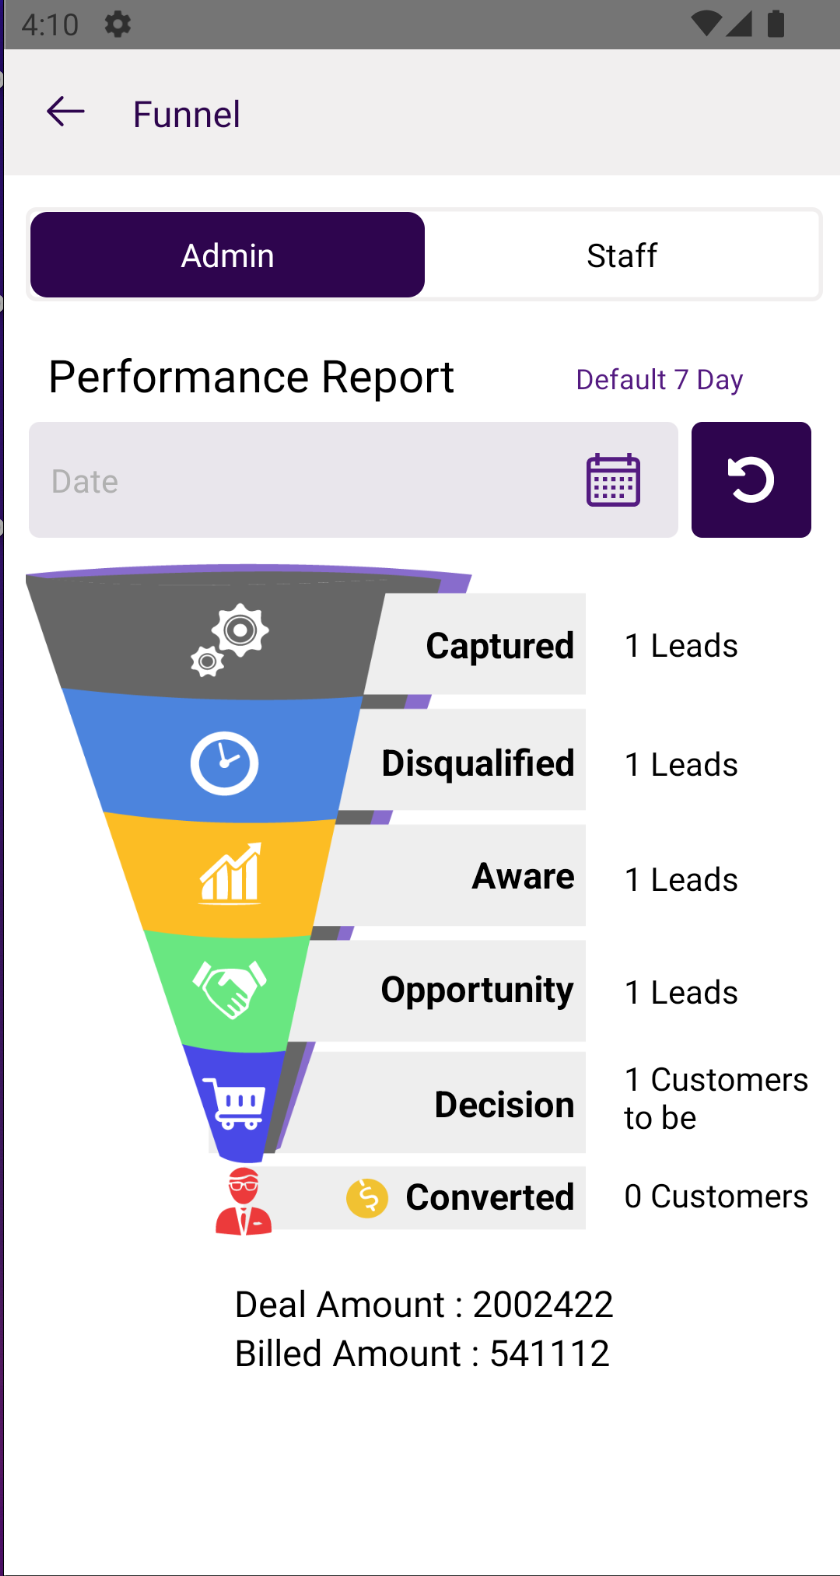 4:10
Funnel
Admin
Staff
Performance Report
Default 7 Day
Date
Captured
1 Leads
Disqualified
1 Leads
Aware
1 Leads
Opportunity
1 Leads
Decision
1 Customers
to be
Converted
0 Customers
Deal Amount : 2002422
Billed Amount : 541112